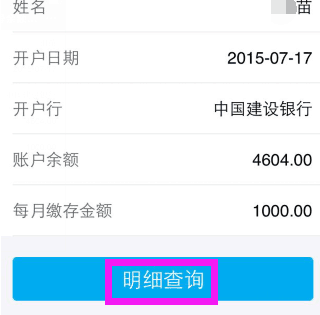 姓名 苗
开户日期 2015-07-17
开户行 中国建设银行
账户余额 4604.00
每月缴存金额 1000.00
明细查询